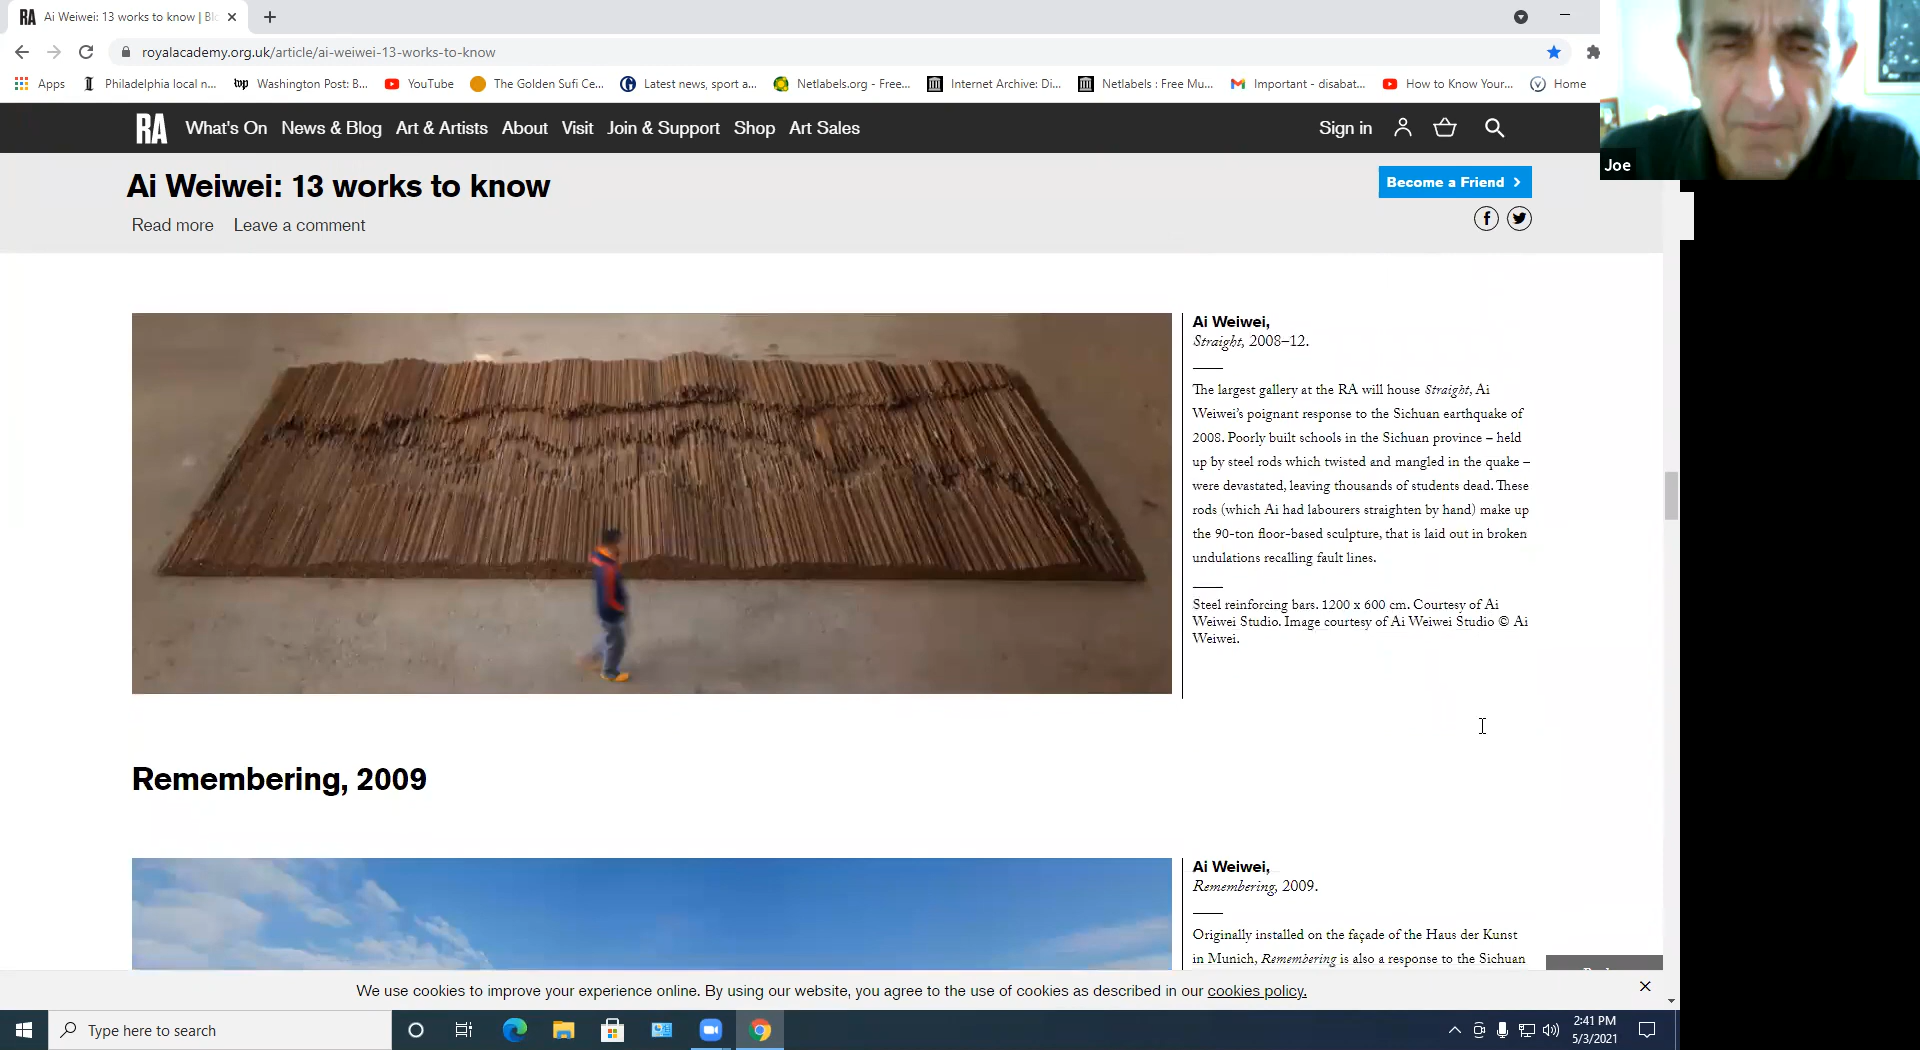 RA Ai Weiwei: 13 works to know | Blo
royalacademy.org.uk/article/ai-weiwei-13-works-to-know
Apps Philadelphia local n... wp Washington Post: B... YouTube The Golden Sufi Ce... Latest news, sport a... Netlabels.org - Free... Internet Archive: Di... Netlabels : Free Mu... Important - disabat... How to Know Your... Home
RA What's On News & Blog Art & Artists About Visit Join & Support Shop Art Sales Sign in
Joe
Ai Weiwei: 13 works to know
Become a Friend
Read more Leave a comment
Ai Weiwei,
Straight, 2008–12.
The largest gallery at the RA will house Straight, Ai
Weiwei's poignant response to the Sichuan earthquake of
2008. Poorly built schools in the Sichuan province – held
up by steel rods which twisted and mangled in the quake –
were devastated, leaving thousands of students dead. These
rods (which Ai had labourers straighten by hand) make up
the 90-ton floor-based sculpture, that is laid out in broken
undulations recalling fault lines.
Steel reinforcing bars. 1200 x 600 cm. Courtesy of Ai
Weiwei Studio. Image courtesy of Ai Weiwei Studio © Ai
Weiwei.
Remembering, 2009
Ai Weiwei,
Remembering, 2009.
Originally installed on the façade of the Haus der Kunst
in Munich, Remembering is also a response to the Sichuan
We use cookies to improve your experience online. By using our website, you agree to the use of cookies as described in our cookies policy.
Type here to search
2:41 PM
5/3/2021